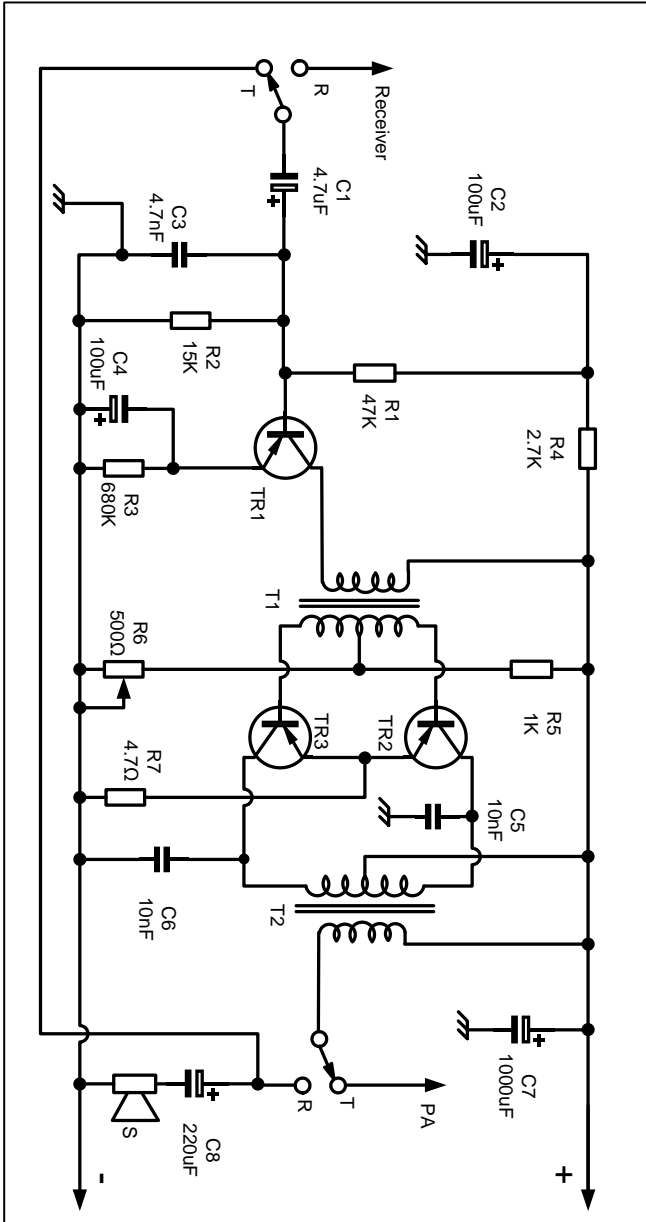 +
R4
2.7K
R5
1K
C2
100uF
C5
10nF
C7
1000uF
PA
Receiver
R1
47K
C1
4.7uF
R
T
TR2
T
R
TR1
T1
TR3
T2
C3
4.7nF
R2
15K
C4
100uF
R3
680K
R6
500Ω
R7
4.7Ω
C6
10nF
C8
220uF
S
-